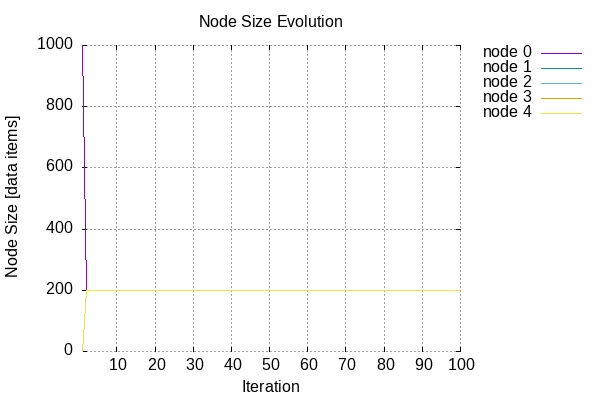 Node Size Evolution
node 0
node 1
node 2
node 3
node 4
1000
800
600
400
200
0
Node Size [data items]
10 20 30 40 50 60 70 80 90 100
Iteration